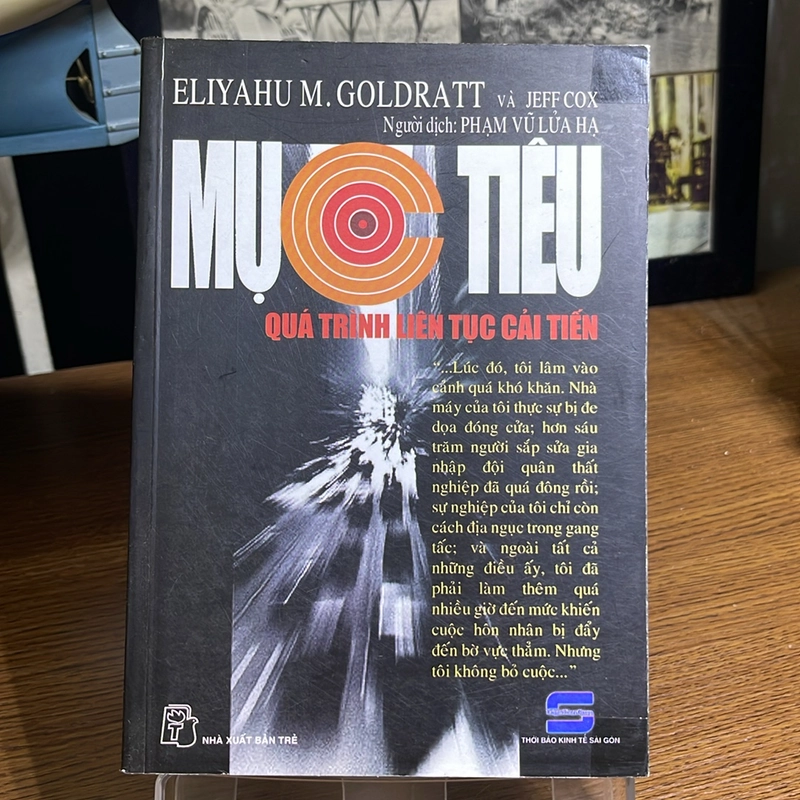 ELIYAHU M. GOLDRATT VÀ JEFF COX
Người dịch: PHẠM VŨ LỬA HẠ
MỤC TIÊU
QUÁ TRÌNH LIÊN TỤC CẢI TIẾN
“...Lúc đó, tôi lâm vào
cảnh quá khó khăn. Nhà
máy của tôi thực sự bị đe
dọa đóng cửa; hơn sáu
trăm người sắp sửa gia
nhập đội quân thất
nghiệp đã quá đông rồi;
sự nghiệp của tôi chỉ còn
cách địa ngục trong gang
tấc; và ngoài tất cả
những điều ấy, tôi đã
phải làm thêm quá
nhiều giờ đến mức khiến
cuộc hôn nhân bị đẩy
đến bờ vực thẳm. Nhưng
tôi không bỏ cuộc...”
NHÀ XUẤT BẢN TRẺ
THỜI BÁO KINH TẾ SÀI GÒN